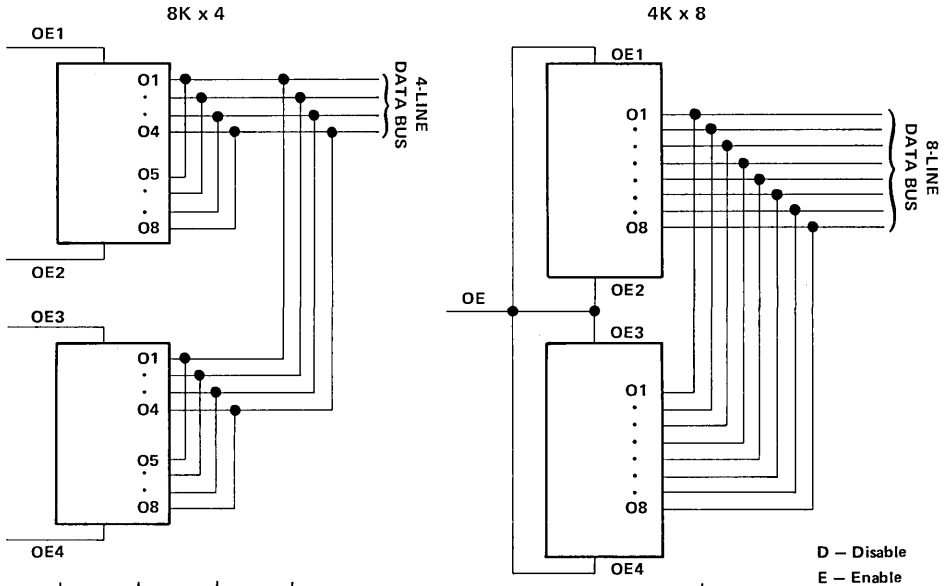 8K x 4
OE1
O1
O4
O5
O8
OE2
4-LINE
DATA BUS
OE3
O1
O4
O5
O8
OE4
4K x 8
OE1
O1
O8
OE2
8-LINE
DATA BUS
OE
OE3
O1
O8
OE4
D – Disable
E – Enable